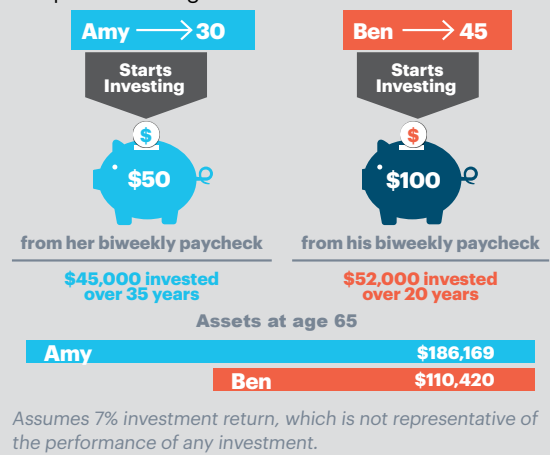 Amy → 30
Ben → 45
Starts
Investing
Starts
Investing
$
$
$50
$100
from her biweekly paycheck
from his biweekly paycheck
$45,000 invested
over 35 years
$52,000 invested
over 20 years
Assets at age 65
Amy $186,169
Ben $110,420
Assumes 7% investment return, which is not representative of
the performance of any investment.